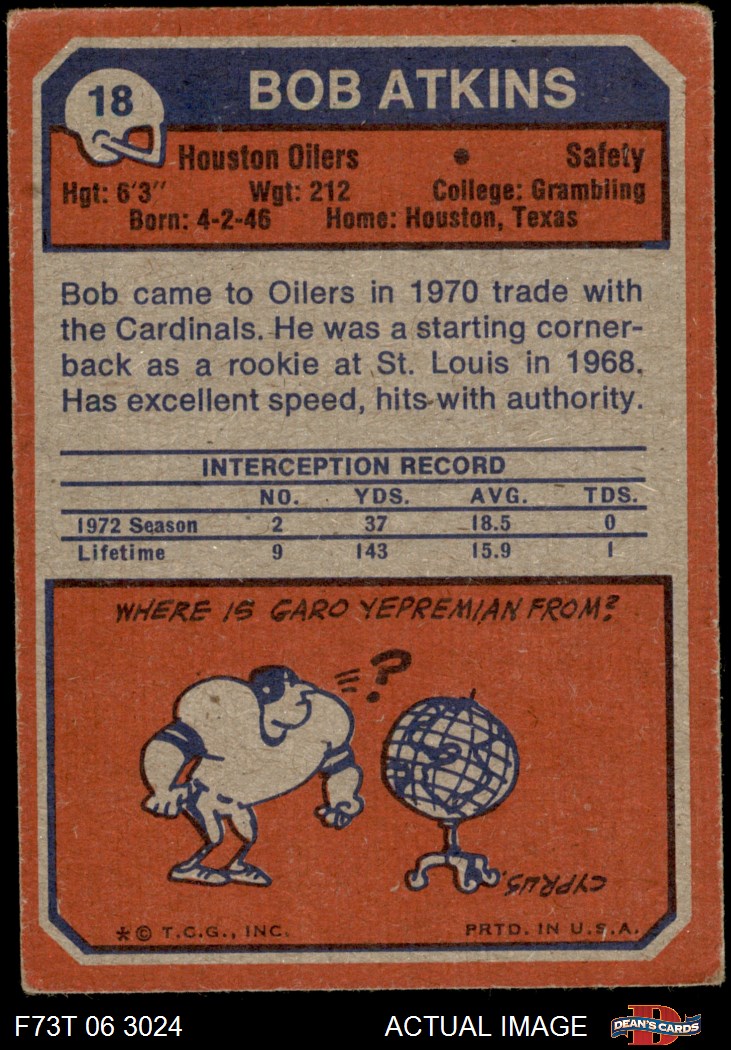 18
BOB ATKINS
Houston Oilers • Safety
Hgt: 6'3" Wgt: 212 College: Grambling
Born: 4-2-46 Home: Houston, Texas
Bob came to Oilers in 1970 trade with
the Cardinals. He was a starting corner-
back as a rookie at St. Louis in 1968.
Has excellent speed, hits with authority.
INTERCEPTION RECORD
NO. YDS. AVG. TDS.
1972 Season 2 37 18.5 0
Lifetime 9 143 15.9 1
WHERE IS GARO YEPREMIAN FROM?
?
CYPRUS.
* © T.C.G., INC. PRTD. IN U.S.A.
F73T 06 3024 ACTUAL IMAGE D DEAN'S CARDS